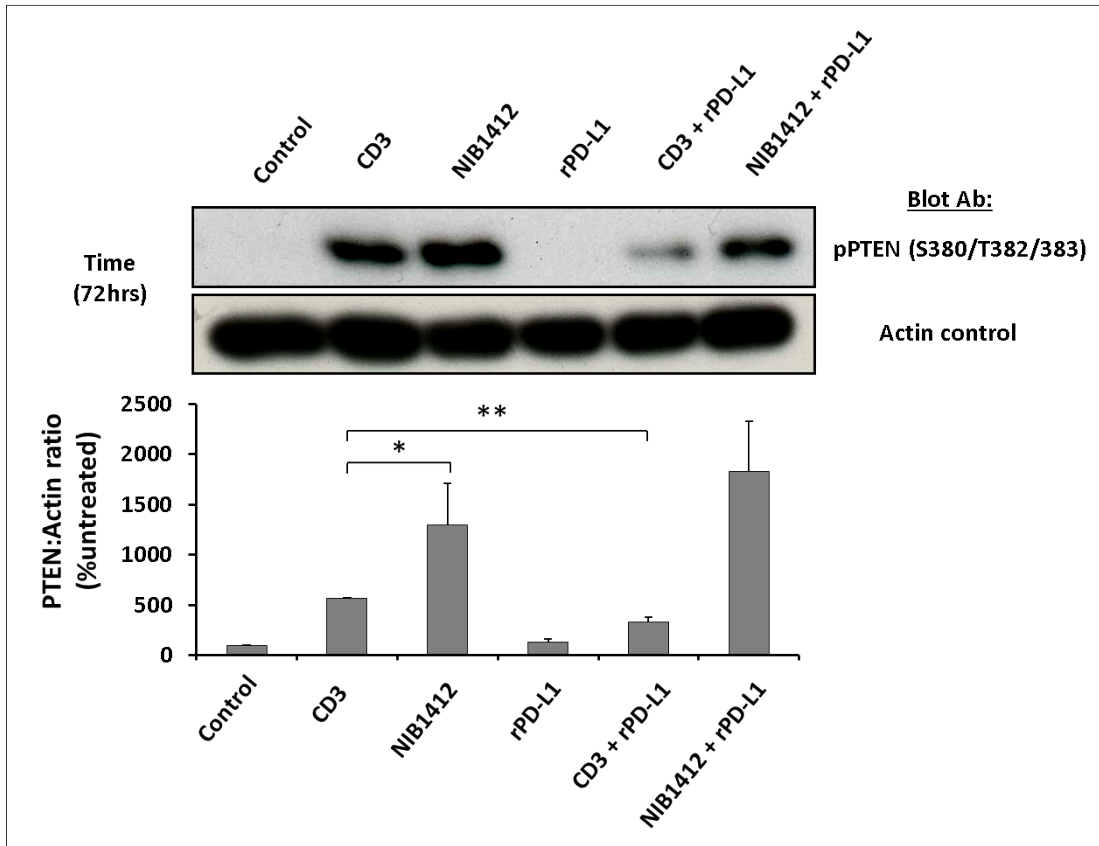 Control
CD3
NIB1412
rPD-L1
CD3 + rPD-L1
NIB1412 + rPD-L1
Blot Ab:
Time
(72hrs)
pPTEN (S380/T382/383)
Actin control
PTEN:Actin ratio
(%untreated)
2500
2000
1500
1000
500
0
**
*
Control
CD3
NIB1412
rPD-L1
CD3 + rPD-L1
NIB1412 + rPD-L1